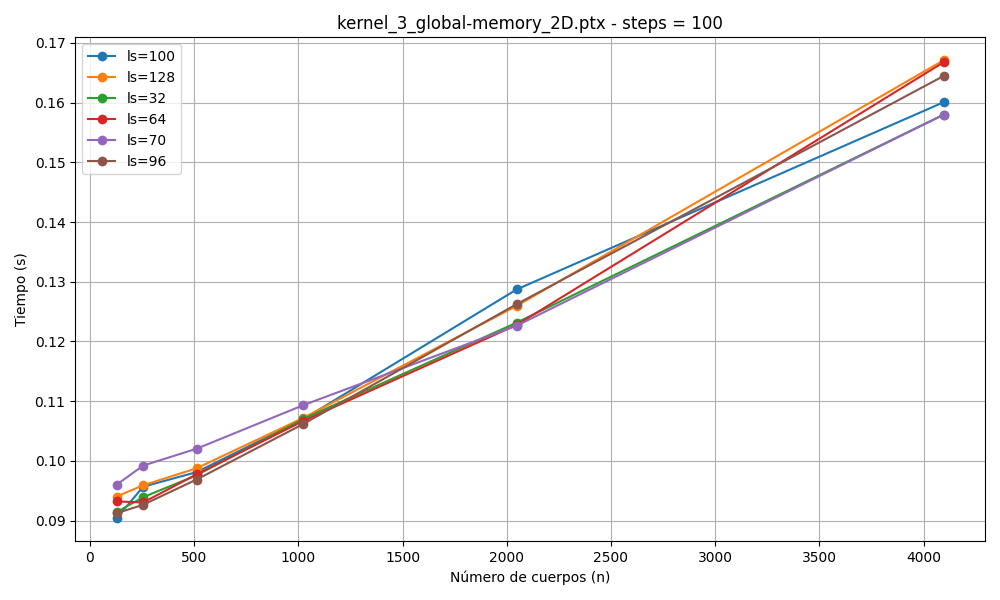 kernel_3_global-memory_2D.ptx - steps = 100
0.17
0.16
0.15
0.14
0.13
0.12
0.11
0.10
0.09
Tiempo (s)
ls=100
ls=128
ls=32
ls=64
ls=70
ls=96
0 500 1000 1500 2000 2500 3000 3500 4000
Número de cuerpos (n)